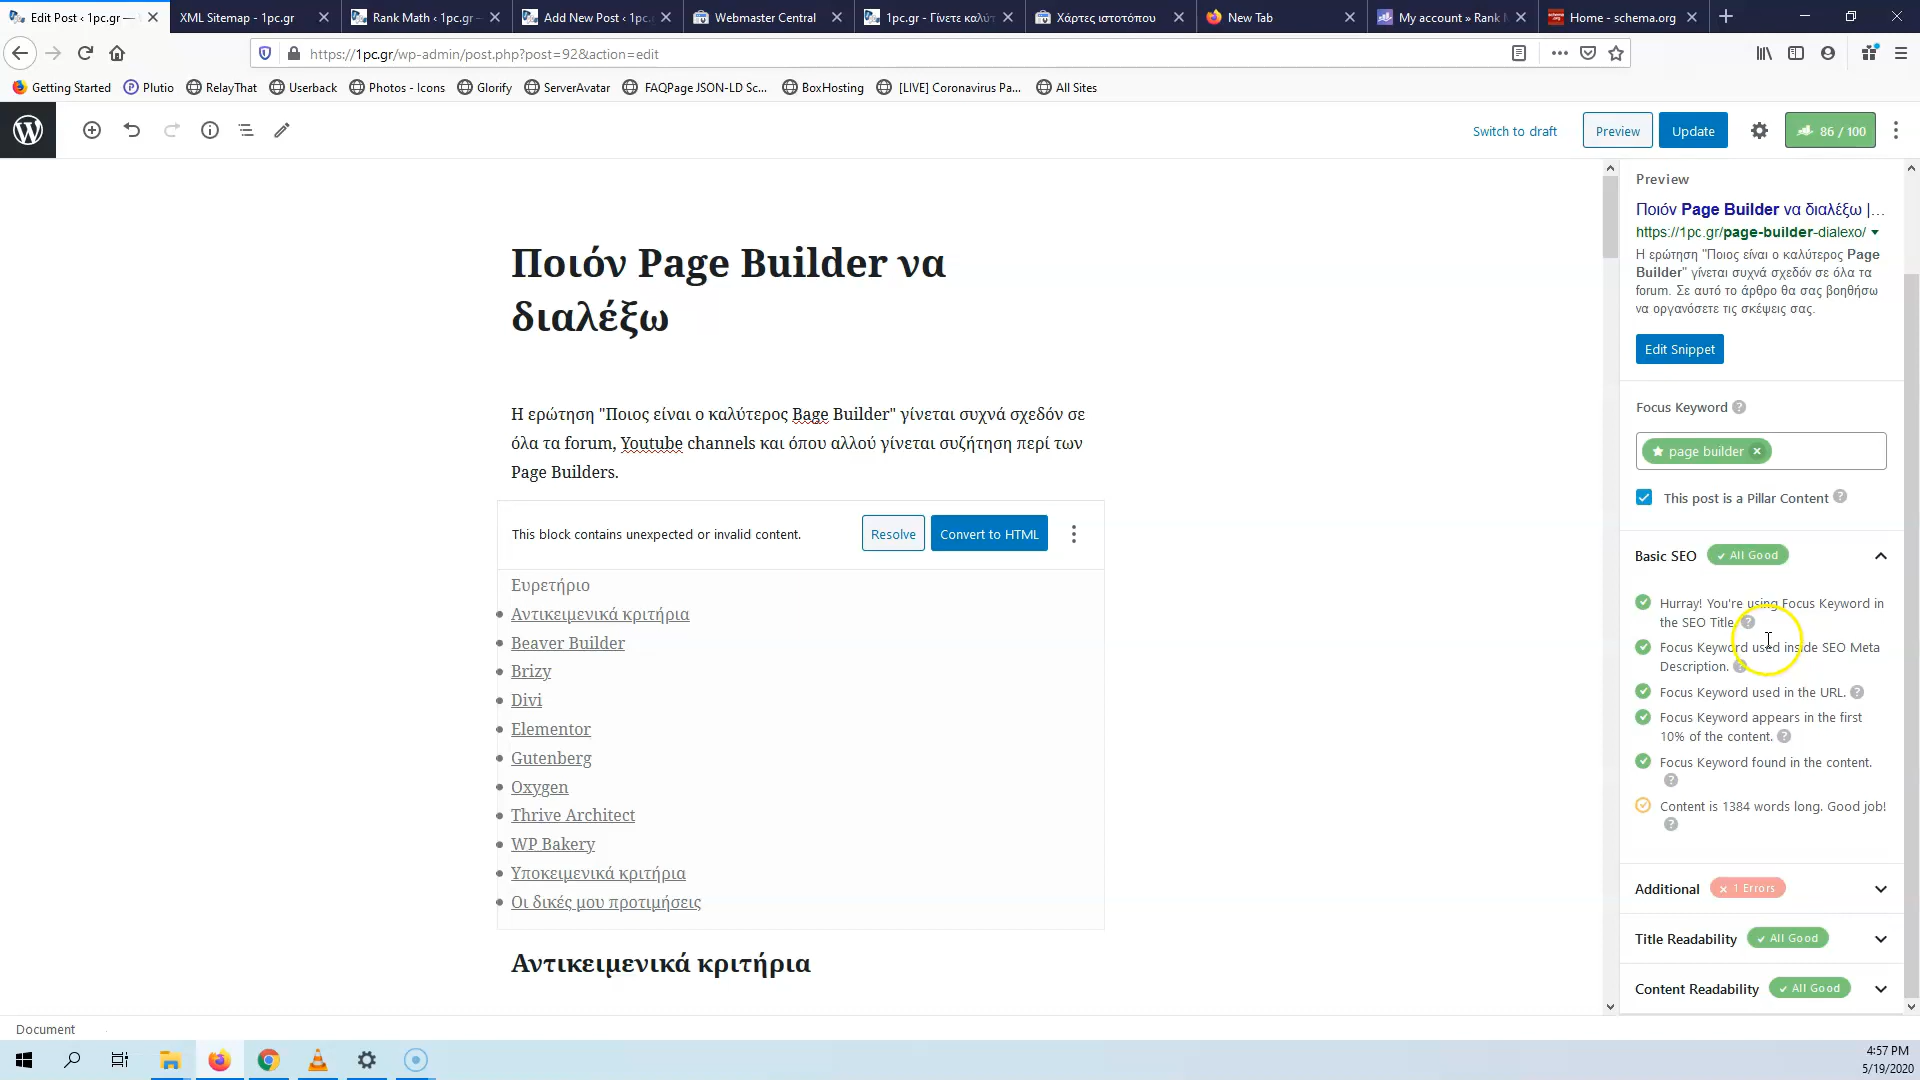 Edit Post ‹ 1pc.gr —
XML Sitemap - 1pc.gr
Rank Math ‹ 1pc.gr —
Add New Post ‹ 1pc.
Webmaster Central
1pc.gr - Γίνετε καλύτ
Χάρτες ιστοτόπου
New Tab
My account » Rank M
Home - schema.org
https://1pc.gr/wp-admin/post.php?post=92&action=edit
Getting Started
Plutio
RelayThat
Userback
Photos - Icons
Glorify
ServerAvatar
FAQPage JSON-LD Sc...
BoxHosting
[LIVE] Coronavirus Pa...
All Sites
Switch to draft
Preview
Update
86 / 100
Ποιόν Page Builder να
διαλέξω
Η ερώτηση "Ποιος είναι ο καλύτερος Bage Builder" γίνεται συχνά σχεδόν σε
όλα τα forum, Youtube channels και όπου αλλού γίνεται συζήτηση περί των
Page Builders.
This block contains unexpected or invalid content.
Resolve
Convert to HTML
Ευρετήριο
Αντικειμενικά κριτήρια
Beaver Builder
Brizy
Divi
Elementor
Gutenberg
Oxygen
Thrive Architect
WP Bakery
Υποκειμενικά κριτήρια
Οι δικές μου προτιμήσεις
Αντικειμενικά κριτήρια
Preview
Ποιόν Page Builder να διαλέξω |...
https://1pc.gr/page-builder-dialexo/
Η ερώτηση "Ποιος είναι ο καλύτερος Page
Builder" γίνεται συχνά σχεδόν σε όλα τα
forum. Σε αυτό το άρθρο θα σας βοηθήσω
να οργανόσετε τις σκέψεις σας.
Edit Snippet
Focus Keyword
page builder
This post is a Pillar Content
Basic SEO
All Good
Hurray! You're using Focus Keyword in
the SEO Title.
Focus Keyword used inside SEO Meta
Description.
Focus Keyword used in the URL.
Focus Keyword appears in the first
10% of the content.
Focus Keyword found in the content.
Content is 1384 words long. Good job!
Additional
× 1 Errors
Title Readability
All Good
Content Readability
All Good
Document
4:57 PM
5/19/2020